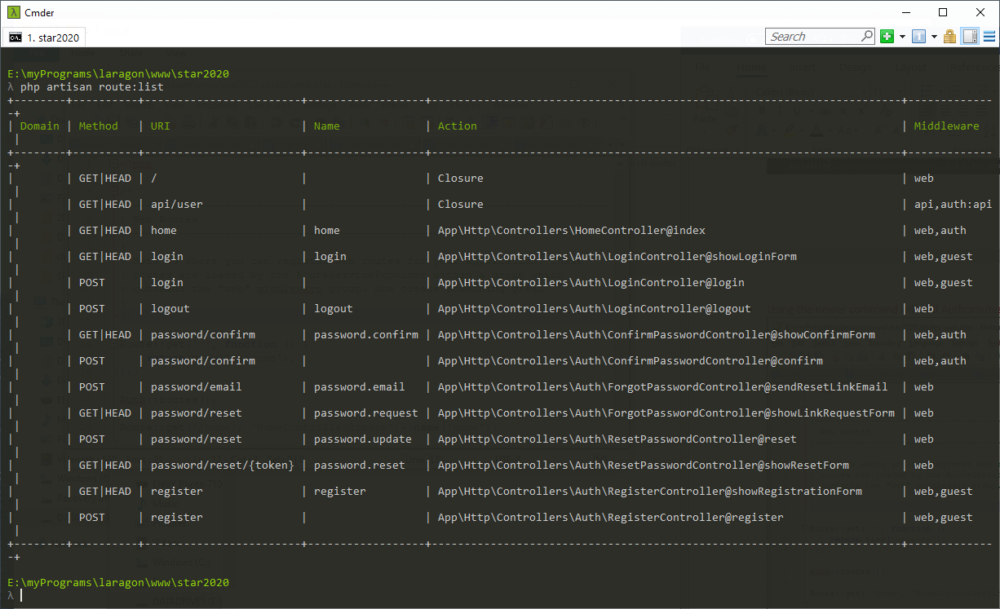 Cmder
1. star2020
Search
E:\myPrograms\laragon\www\star2020
λ php artisan route:list
+--------+----------+------------------------+------------------+------------------------------------------------------------------------+-------------
-+
| Domain | Method   | URI                    | Name             | Action                                                                 | Middleware
 |
+--------+----------+------------------------+------------------+------------------------------------------------------------------------+-------------
-+
|        | GET|HEAD | /                      |                  | Closure                                                                | web
 |
|        | GET|HEAD | api/user               |                  | Closure                                                                | api,auth:api
 |
|        | GET|HEAD | home                   | home             | App\Http\Controllers\HomeController@index                              | web,auth
 |
|        | GET|HEAD | login                  | login            | App\Http\Controllers\Auth\LoginController@showLoginForm                | web,guest
 |
|        | POST     | login                  |                  | App\Http\Controllers\Auth\LoginController@login                        | web,guest
 |
|        | POST     | logout                 | logout           | App\Http\Controllers\Auth\LoginController@logout                       | web
 |
|        | GET|HEAD | password/confirm       | password.confirm | App\Http\Controllers\Auth\ConfirmPasswordController@showConfirmForm    | web,auth
 |
|        | POST     | password/confirm       |                  | App\Http\Controllers\Auth\ConfirmPasswordController@confirm            | web,auth
 |
|        | POST     | password/email         | password.email   | App\Http\Controllers\Auth\ForgotPasswordController@sendResetLinkEmail  | web
 |
|        | GET|HEAD | password/reset         | password.request | App\Http\Controllers\Auth\ForgotPasswordController@showLinkRequestForm | web
 |
|        | POST     | password/reset         | password.update  | App\Http\Controllers\Auth\ResetPasswordController@reset                | web
 |
|        | GET|HEAD | password/reset/{token} | password.reset   | App\Http\Controllers\Auth\ResetPasswordController@showResetForm        | web
 |
|        | GET|HEAD | register               | register         | App\Http\Controllers\Auth\RegisterController@showRegistrationForm      | web,guest
 |
|        | POST     | register               |                  | App\Http\Controllers\Auth\RegisterController@register                  | web,guest
 |
+--------+----------+------------------------+------------------+------------------------------------------------------------------------+-------------
-+
E:\myPrograms\laragon\www\star2020
λ